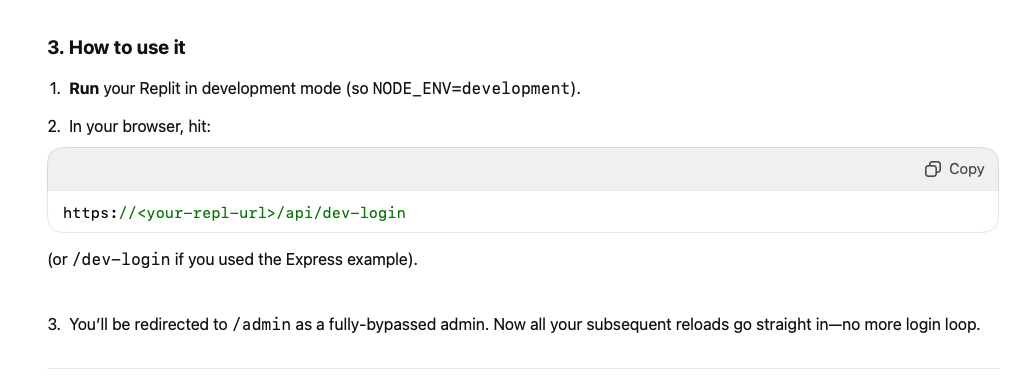 3. How to use it
1. Run your Replit in development mode (so NODE_ENV=development).
2. In your browser, hit:
Copy
https://<your-repl-url>/api/dev-login
(or /dev-login if you used the Express example).
3. You’ll be redirected to /admin as a fully-bypassed admin. Now all your subsequent reloads go straight in—no more login loop.